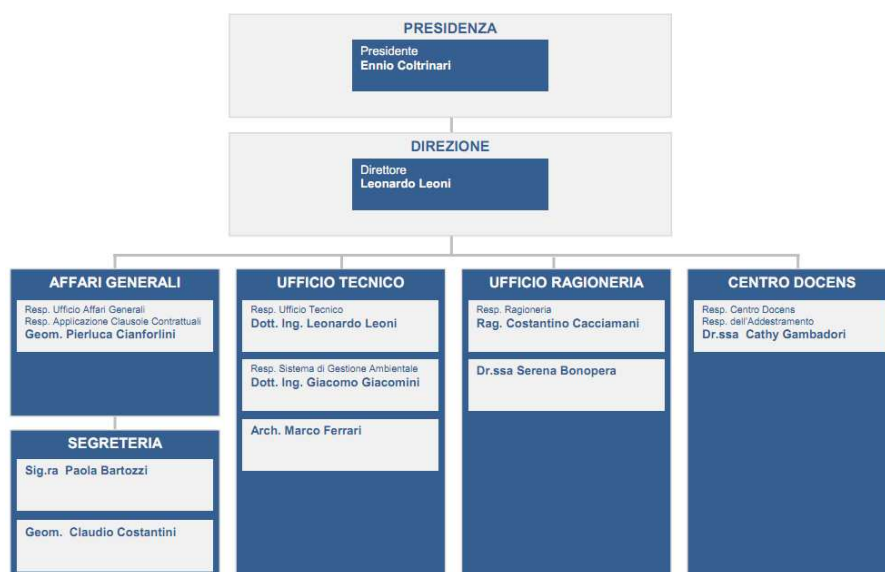 PRESIDENZA
Presidente
Ennio Coltrinari
DIREZIONE
Direttore
Leonardo Leoni
AFFARI GENERALI
Resp. Ufficio Affari Generali
Resp. Applicazione Clausole Contrattuali
Geom. Pierluca Cianforlini
SEGRETERIA
Sig.ra Paola Bartozzi
Geom. Claudio Costantini
UFFICIO TECNICO
Resp. Ufficio Tecnico
Dott. Ing. Leonardo Leoni
Resp. Sistema di Gestione Ambientale
Dott. Ing. Giacomo Giacomini
Arch. Marco Ferrari
UFFICIO RAGIONERIA
Resp. Ragioneria
Rag. Costantino Cacciamani
Dr.ssa Serena Bonopera
CENTRO DOCENS
Resp. Centro Docens
Resp. dell'Addestramento
Dr.ssa Cathy Gambadori